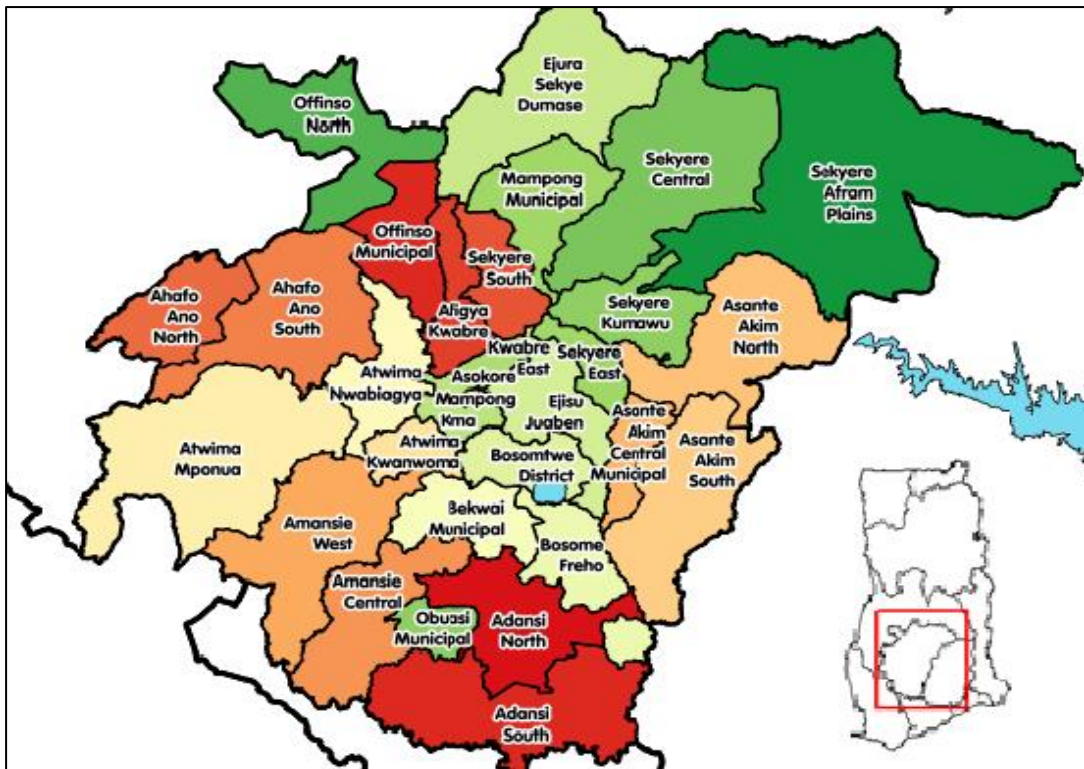 Ejura
Sekye
Dumase
Offinso
North
Sekyere
Central
Mampong
Municipal
Sekyere
Afram
Plains
Offinso
Municipal
Sekyere
South
Ahafo
Ano
North
Ahafo
Ano
South
Afigya
Kwabre
Sekyere
Kumawu
Asante
Akim
North
Kwabre
East
Sekyere
East
Atwima
Nwabiagya
Asokore
Mampong
Kma
Ejisu
Juaben
Asante
Akim
Central
Municipal
Asante
Akim
South
Atwima
Mponua
Atwima
Kwanwoma
Bosomtwe
District
Amansie
West
Bekwai
Municipal
Bosome
Freho
Amansie
Central
Obuasi
Municipal
Adansi
North
Adansi
South